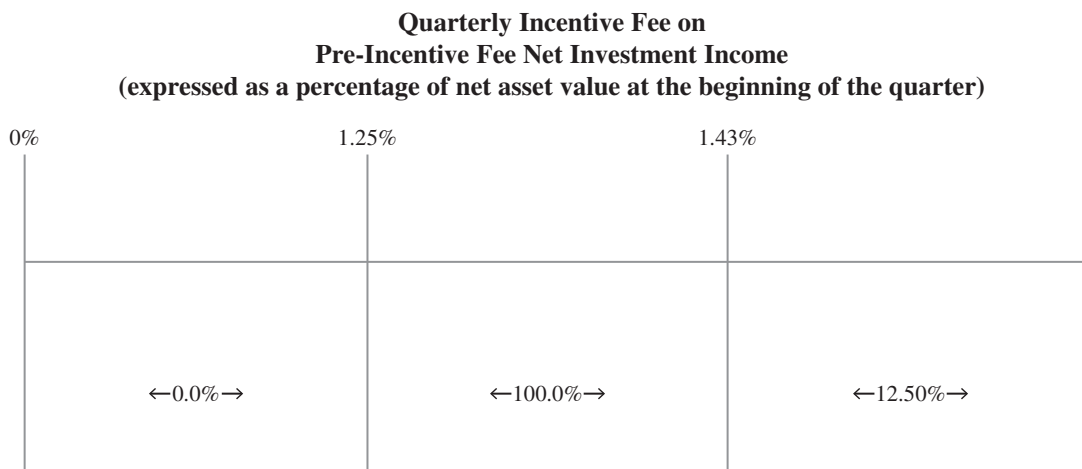 Quarterly Incentive Fee on
Pre-Incentive Fee Net Investment Income
(expressed as a percentage of net asset value at the beginning of the quarter)
0% 1.25% 1.43%
←0.0%→ ←100.0%→ ←12.50%→